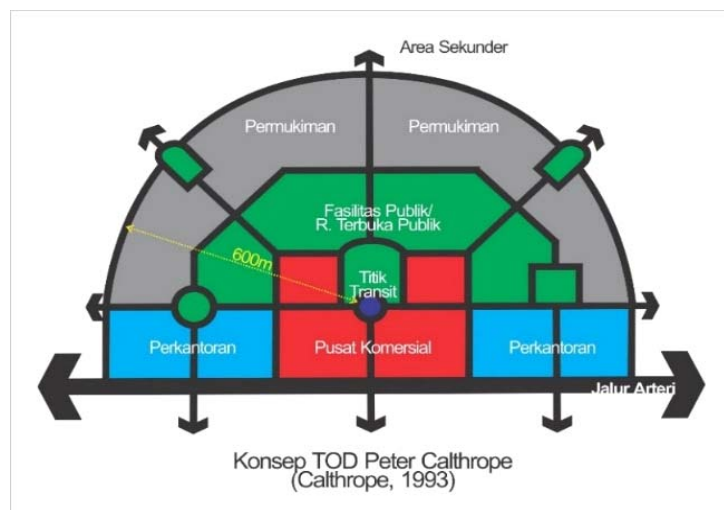 Area Sekunder
Permukiman
Permukiman
Fasilitas Publik/
R. Terbuka Publik
600m
Titik
Transit
Perkantoran
Pusat Komersial
Perkantoran
Jalur Arteri
Konsep TOD Peter Calthrope
(Calthrope, 1993)